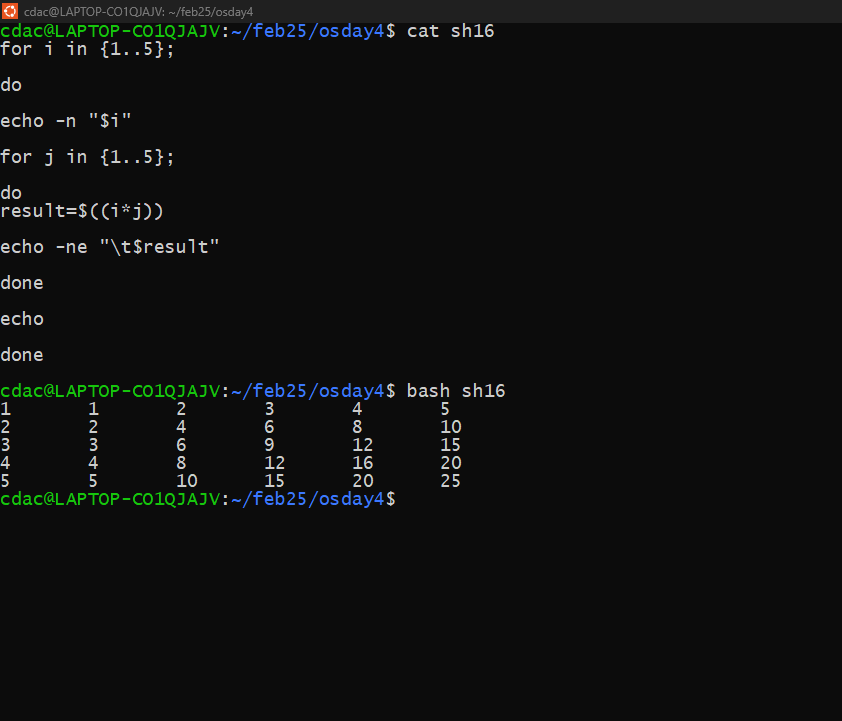 cdac@LAPTOP-CO1QJAJV: ~/feb25/osday4
cdac@LAPTOP-CO1QJAJV:~/feb25/osday4$ cat sh16
for i in {1..5};
do
echo -n "$i"
for j in {1..5};
do
result=$((i*j))
echo -ne "\t$result"
done
echo
done
cdac@LAPTOP-CO1QJAJV:~/feb25/osday4$ bash sh16
1	1	2	3	4	5
2	2	4	6	8	10
3	3	6	9	12	15
4	4	8	12	16	20
5	5	10	15	20	25
cdac@LAPTOP-CO1QJAJV:~/feb25/osday4$